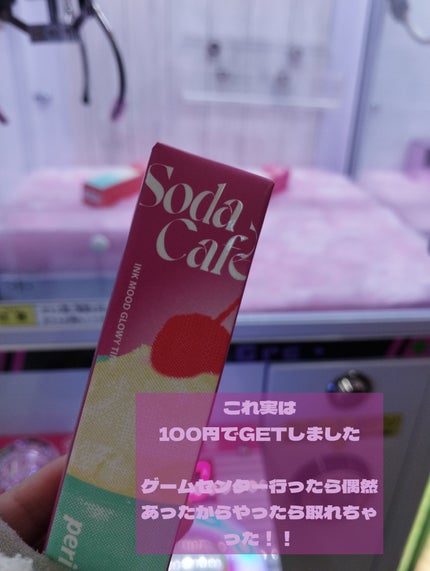 Soda
Café
INK MOOD GLOWY TI
peri
これ実は
100円でGETしました
ゲームセンター行ったら偶然
あったからやったら取れちゃ
った！！